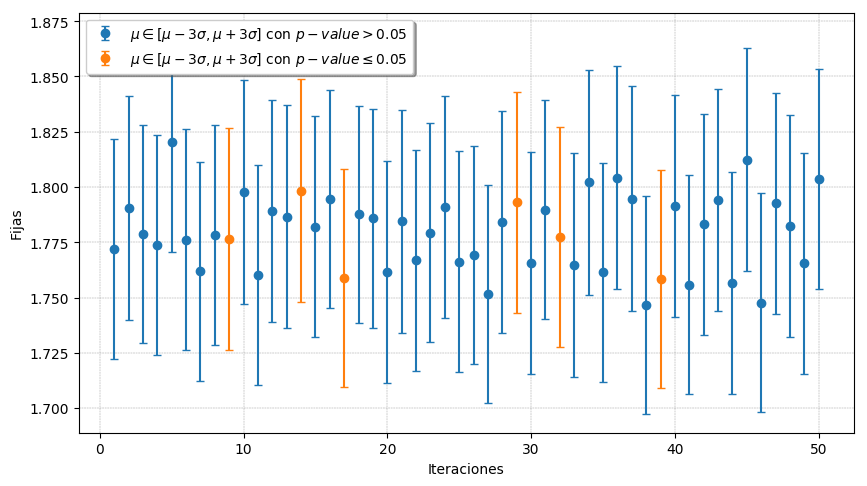 μ ∈ [μ − 3σ, μ + 3σ] con p − value > 0.05
μ ∈ [μ − 3σ, μ + 3σ] con p − value ≤ 0.05
Fijas
1.875
1.850
1.825
1.800
1.775
1.750
1.725
1.700
0 10 20 30 40 50
Iteraciones